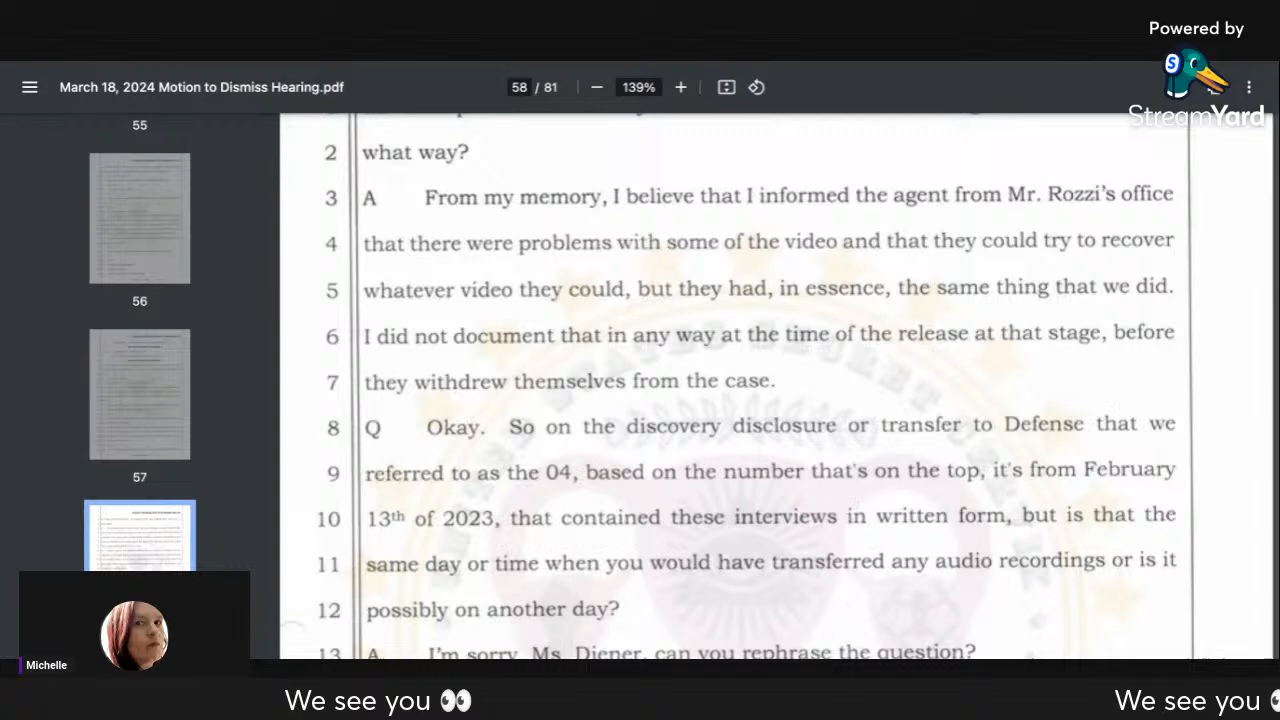 Powered by
StreamYard
March 18, 2024 Motion to Dismiss Hearing.pdf
58 / 81
139%
55
56
57
2 what way?
3 A From my memory, I believe that I informed the agent from Mr. Rozzi's office
4 that there were problems with some of the video and that they could try to recover
5 whatever video they could, but they had, in essence, the same thing that we did.
6 I did not document that in any way at the time of the release at that stage, before
7 they withdrew themselves from the case.
8 Q Okay. So on the discovery disclosure or transfer to Defense that we
9 referred to as the 04, based on the number that's on the top, it's from February
10 13th of 2023, that contained these interviews in written form, but is that the
11 same day or time when you would have transferred any audio recordings or is it
12 possibly on another day?
13 A I'm sorry, Ms. Diener, can you rephrase the question?
Michelle
We see you 👀
We see you